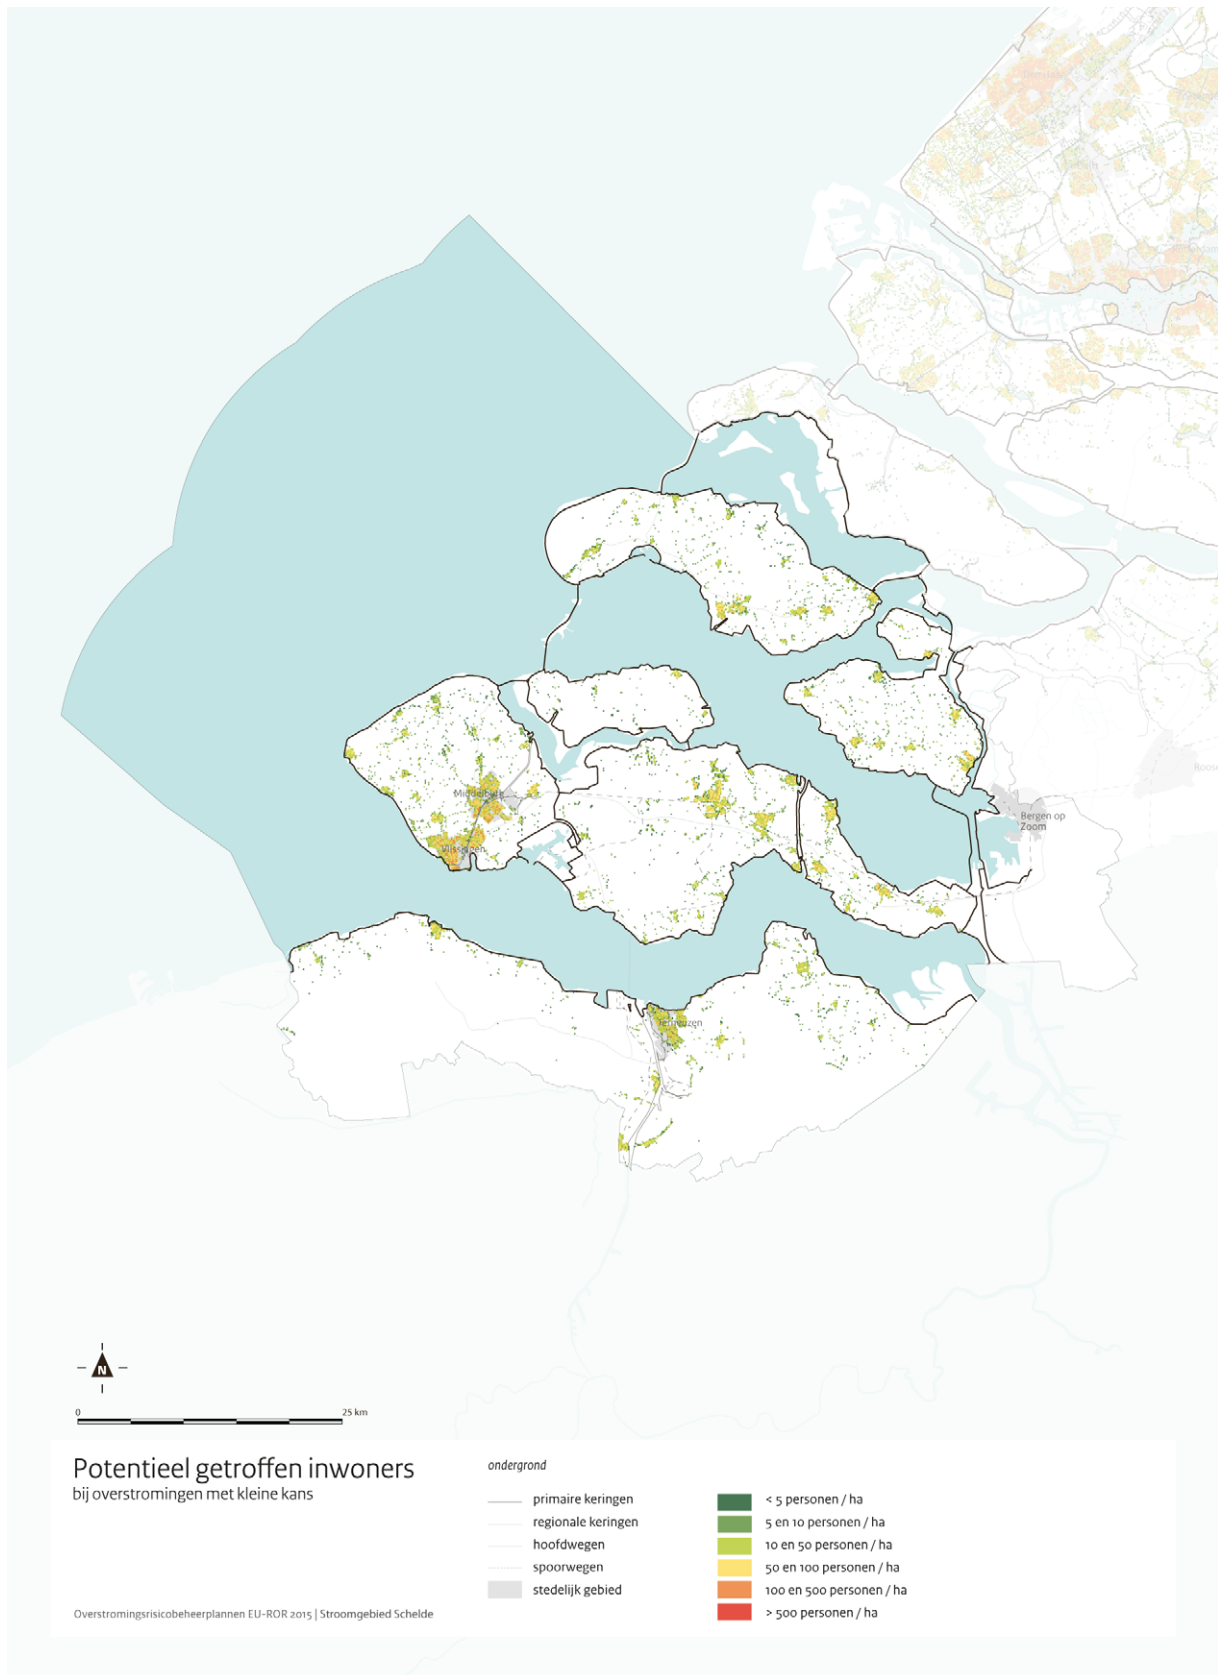 Middelburg
Vlissingen
Bergen op
Zoom
Terneuzen
N
0
25 km
Potentieel getroffen inwoners
bij overstromingen met kleine kans
Overstromingsrisicobeheerplannen EU-ROR 2015 | Stroomgebied Schelde
ondergrond
primaire keringen
regionale keringen
hoofdwegen
spoorwegen
stedelijk gebied
< 5 personen / ha
5 en 10 personen / ha
10 en 50 personen / ha
50 en 100 personen / ha
100 en 500 personen / ha
> 500 personen / ha